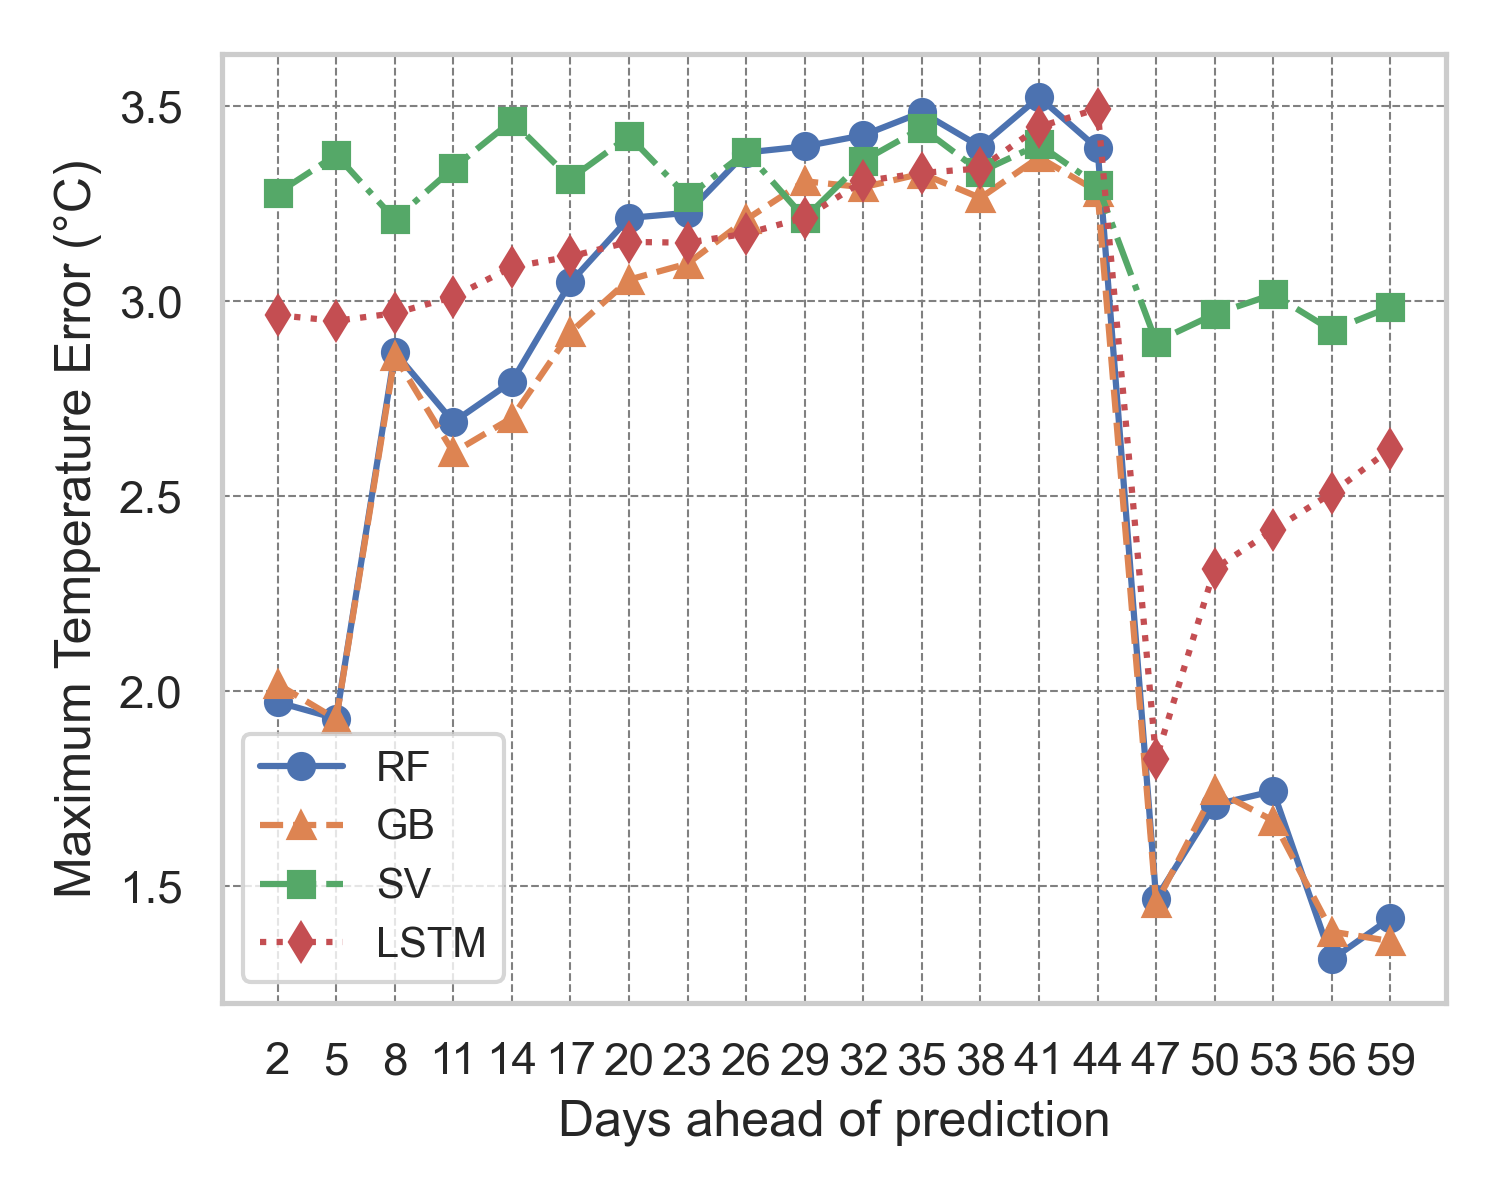 Maximum Temperature Error (°C)
3.5
3.0
2.5
2.0
1.5
RF
GB
SV
LSTM
2 5 8 11 14 17 20 23 26 29 32 35 38 41 44 47 50 53 56 59
Days ahead of prediction